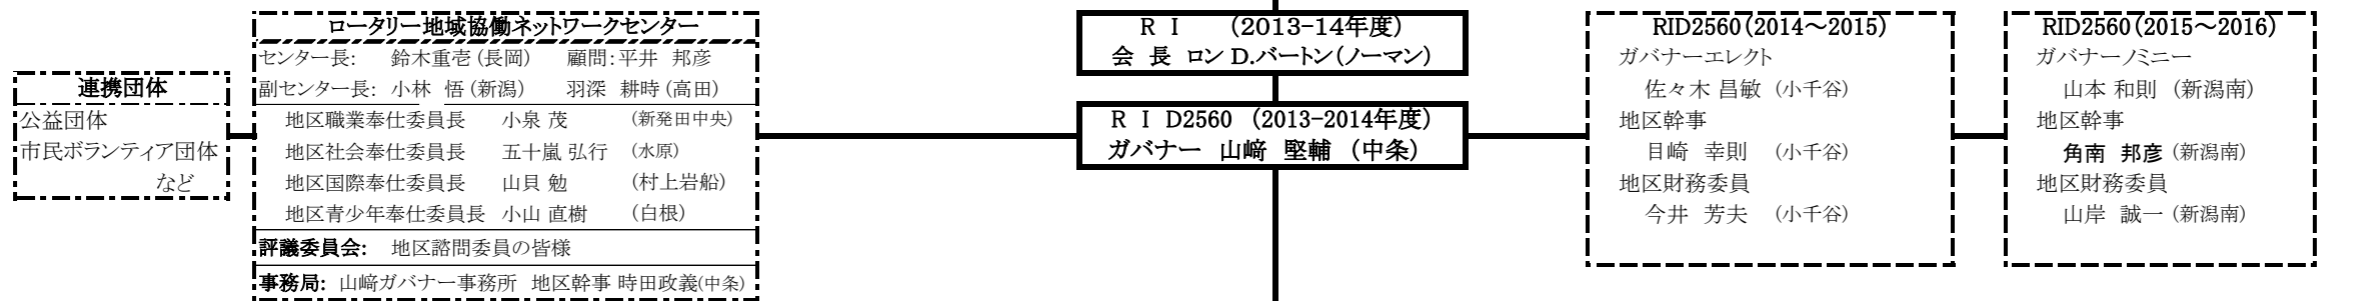 連携団体
公益団体
市民ボランティア団体
など
ロータリー地域協働ネットワークセンター
センター長: 鈴木重壱(長岡) 顧問:平井 邦彦
副センター長: 小林 悟(新潟) 羽深 耕時(高田)
地区職業奉仕委員長 小泉 茂 (新発田中央)
地区社会奉仕委員長 五十嵐 弘行 (水原)
地区国際奉仕委員長 山貝 勉 (村上岩船)
地区青少年奉仕委員長 小山 直樹 (白根)
評議委員会: 地区諮問委員の皆様
事務局: 山﨑ガバナー事務所 地区幹事 時田政義(中条)
R I (2013-14年度)
会 長 ロン D.バートン(ノーマン)
R I D2560 (2013-2014年度)
ガバナー 山﨑 堅輔 (中条)
RID2560(2014~2015)
ガバナーエレクト
佐々木 昌敏 (小千谷)
地区幹事
目崎 幸則 (小千谷)
地区財務委員
今井 芳夫 (小千谷)
RID2560(2015~2016)
ガバナーノミニー
山本 和則 (新潟南)
地区幹事
角南 邦彦 (新潟南)
地区財務委員
山岸 誠一 (新潟南)